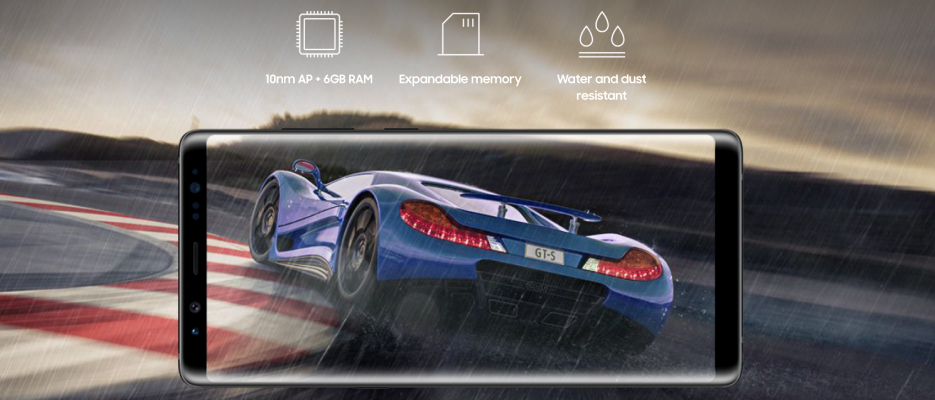 10nm AP • 6GB RAM
Expandable memory
Water and dust
resistant
GT-S